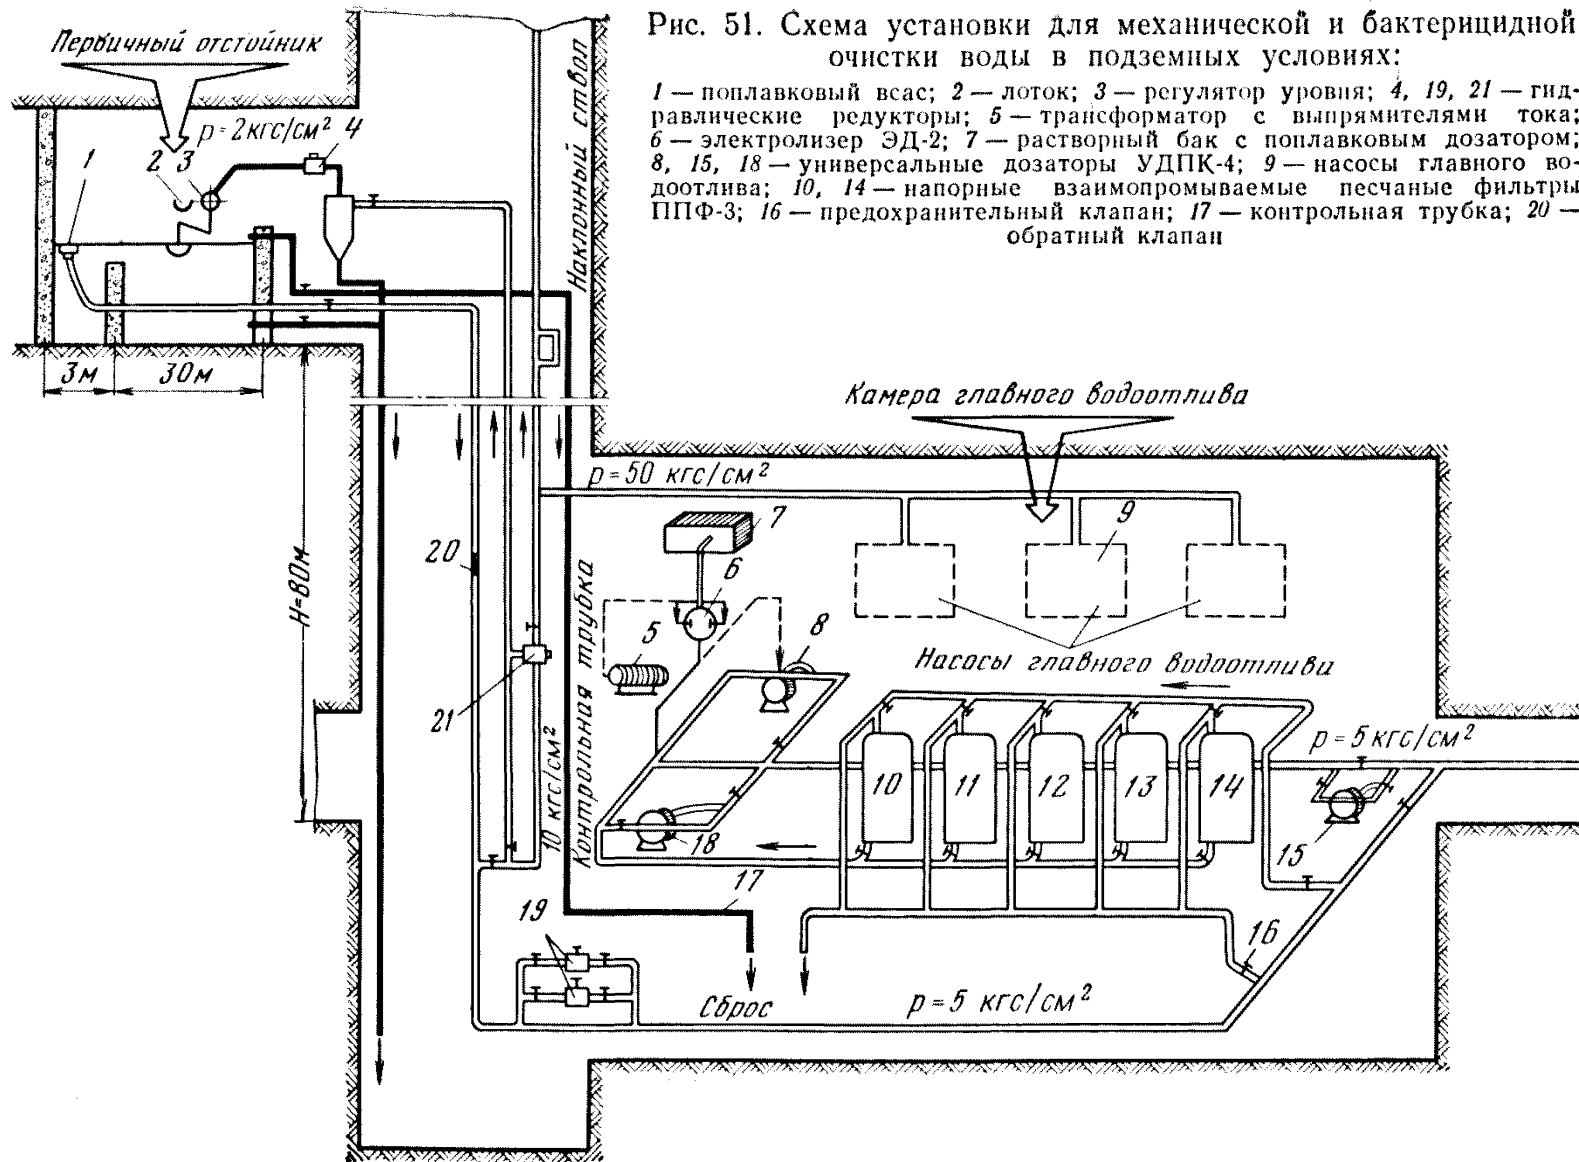 Рис. 51. Схема установки для механической и бактерицидной
очистки воды в подземных условиях:
1 — поплавковый всас; 2 — лоток; 3 — регулятор уровня; 4, 19, 21 — гид-
равлические редукторы; 5 — трансформатор с выпрямителями тока;
6 — электролизер ЭД-2; 7 — растворный бак с поплавковым дозатором;
8, 15, 18 — универсальные дозаторы УДПК-4; 9 — насосы главного во-
доотлива; 10, 14 — напорные взаимопромываемые песчаные фильтры
ППФ-3; 16 — предохранительный клапан; 17 — контрольная трубка; 20 —
обратный клапан
Первичный отстойник
p = 2 кгс/см² 4
1 2 3
Наклонный ствол
3м 30м
Камера главного водоотлива
p = 50 кгс/см²
7 9
20
6
H=80м
5 8
Насосы главного водоотлива
21
10 кгс/см²
Контрольная трубка
p = 5 кгс/см²
10 11 12 13 14
18 15
17
19
16
Сброс
p = 5 кгс/см²